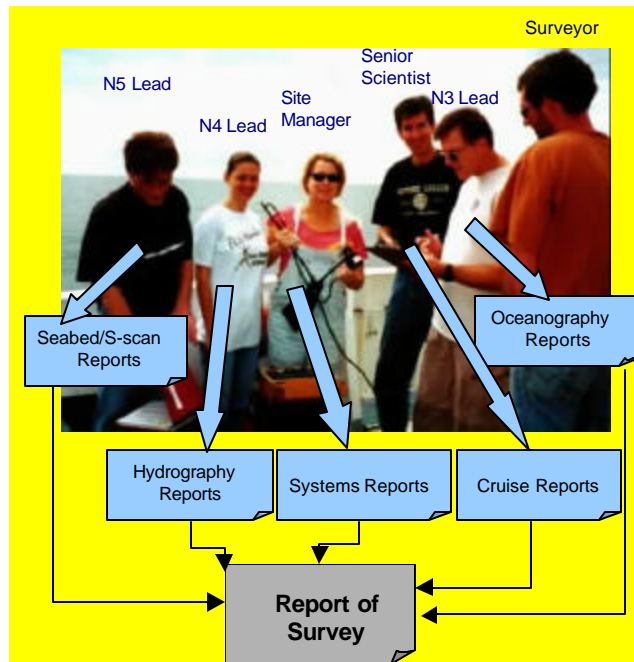 Surveyor
Senior
Scientist
N5 Lead
N4 Lead
Site
Manager
N3 Lead
Seabed/S-scan
Reports
Oceanography
Reports
Hydrography
Reports
Systems Reports
Cruise Reports
Report of
Survey